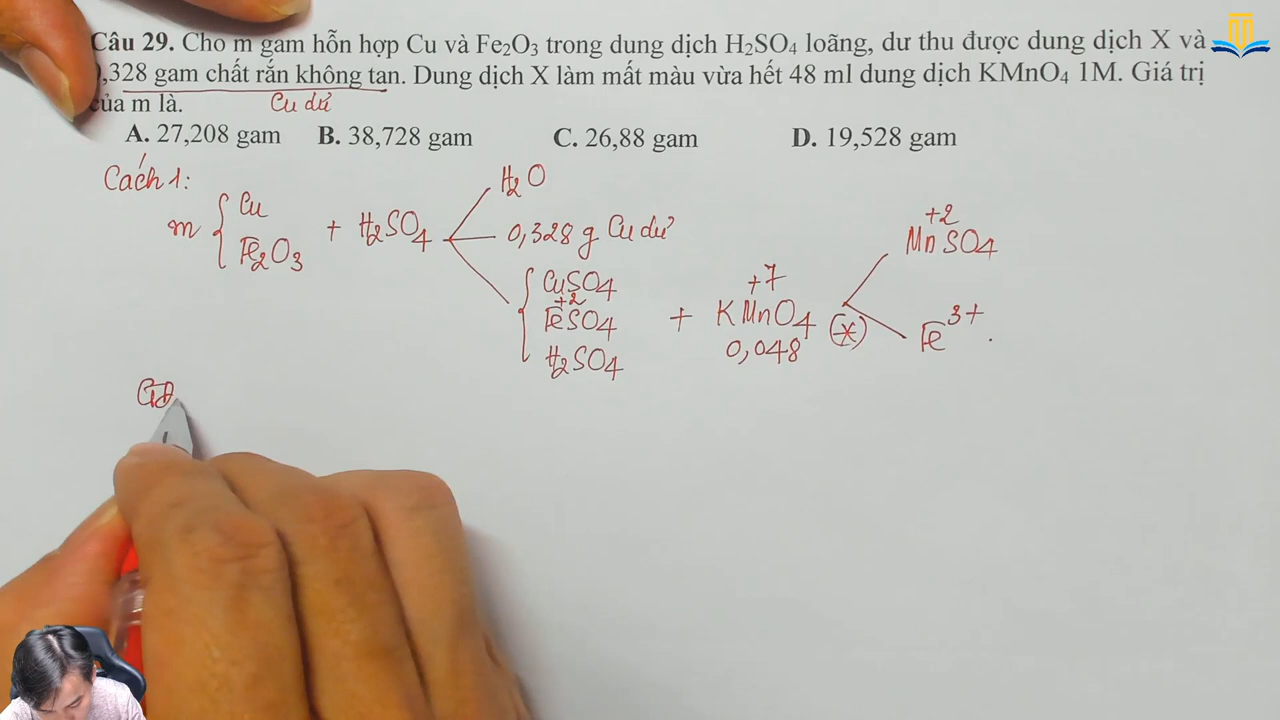 Câu 29. Cho m gam hỗn hợp Cu và Fe2O3 trong dung dịch H2SO4 loãng, dư thu được dung dịch X và
,328 gam chất rắn không tan. Dung dịch X làm mất màu vừa hết 48 ml dung dịch KMnO4 1M. Giá trị
của m là.
Cu dư
A. 27,208 gam B. 38,728 gam C. 26,88 gam D. 19,528 gam
Cách 1:
m { Cu Fe2O3 + H2SO4
H2O
0,328 g Cu dư
CuSO4
+2
FeSO4
H2SO4
+ +7
KMnO4 (*)
0,048
+2
MnSO4
Fe3+ .